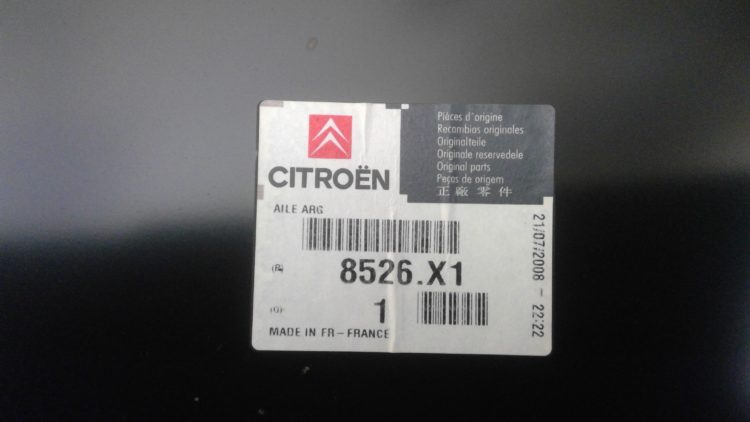 CITROËN
Pièces d'origine
Recambios originales
Originalteile
Originale reservedele
Original parts
Peças de origem
正廠零件
AILE ARG
(P) 8526.X1
(Q) 1
MADE IN FR-FRANCE
21/07/2008 - 22:22